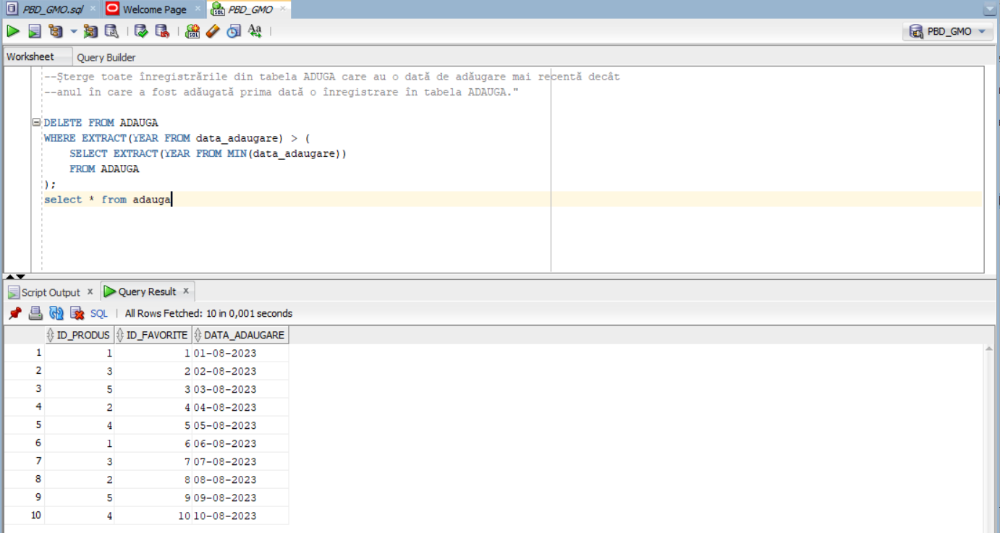 PBD_GMO.sql × Welcome Page × PBD_GMO ×
PBD_GMO
Worksheet Query Builder
--Șterge toate înregistrările din tabela ADUGA care au o dată de adăugare mai recentă decât
--anul în care a fost adăugată prima dată o înregistrare în tabela ADAUGA."
DELETE FROM ADAUGA
WHERE EXTRACT(YEAR FROM data_adaugare) > (
SELECT EXTRACT(YEAR FROM MIN(data_adaugare))
FROM ADAUGA
);
select * from adauga
Script Output x Query Result x
SQL | All Rows Fetched: 10 in 0,001 seconds
ID_PRODUS ID_FAVORITE DATA_ADAUGARE
1 1 1 01-08-2023
2 3 2 02-08-2023
3 5 3 03-08-2023
4 2 4 04-08-2023
5 4 5 05-08-2023
6 1 6 06-08-2023
7 3 7 07-08-2023
8 2 8 08-08-2023
9 5 9 09-08-2023
10 4 10 10-08-2023